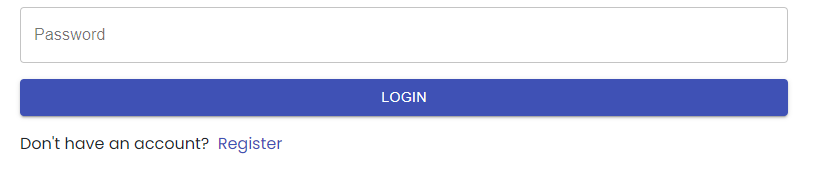 Password
LOGIN
Don't have an account? Register